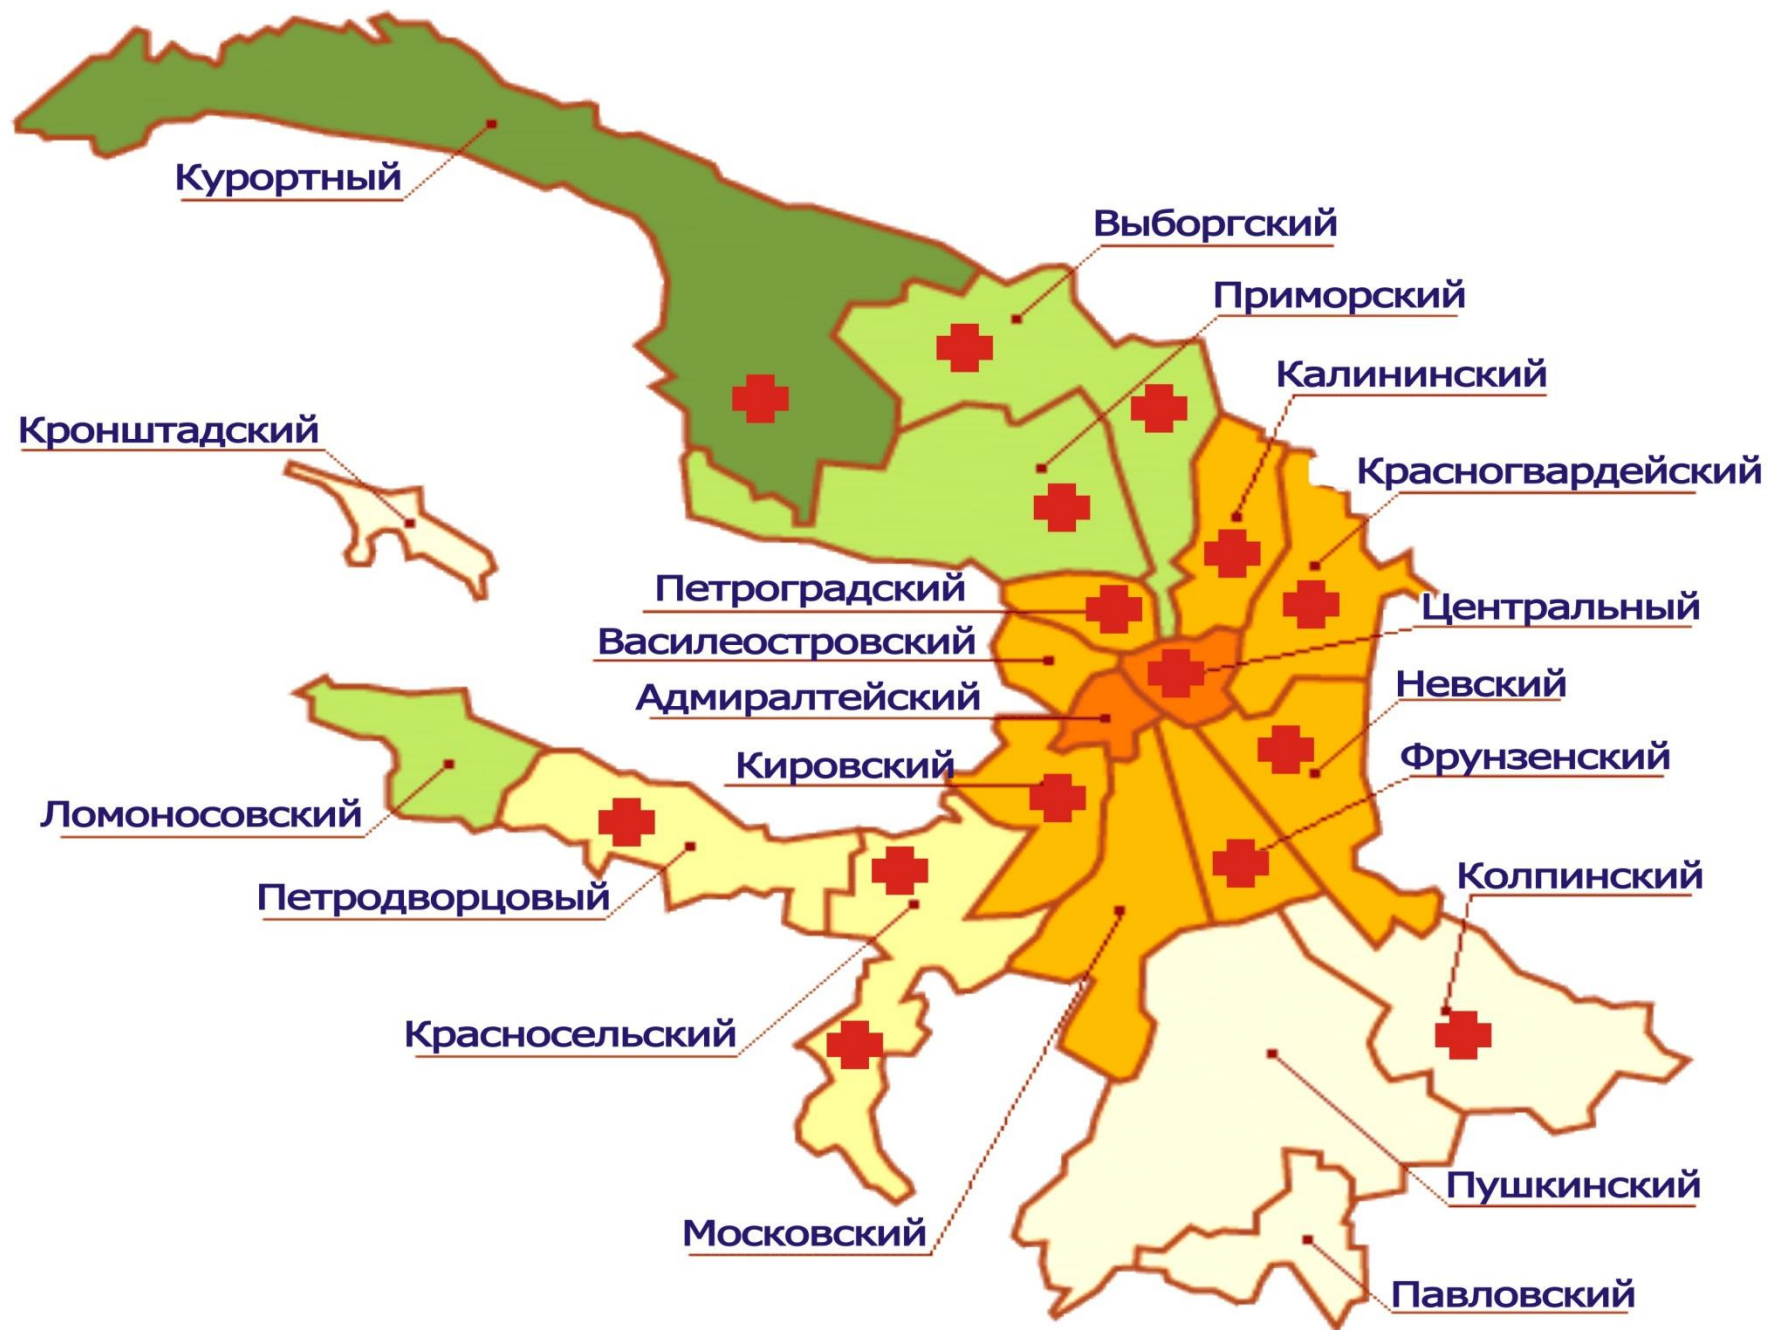 Курортный
Выборгский
Приморский
Калининский
Кронштадский
Красногвардейский
Петроградский
Центральный
Василеостровский
Невский
Адмиралтейский
Фрунзенский
Кировский
Ломоносовский
Колпинский
Петродворцовый
Красносельский
Пушкинский
Московский
Павловский